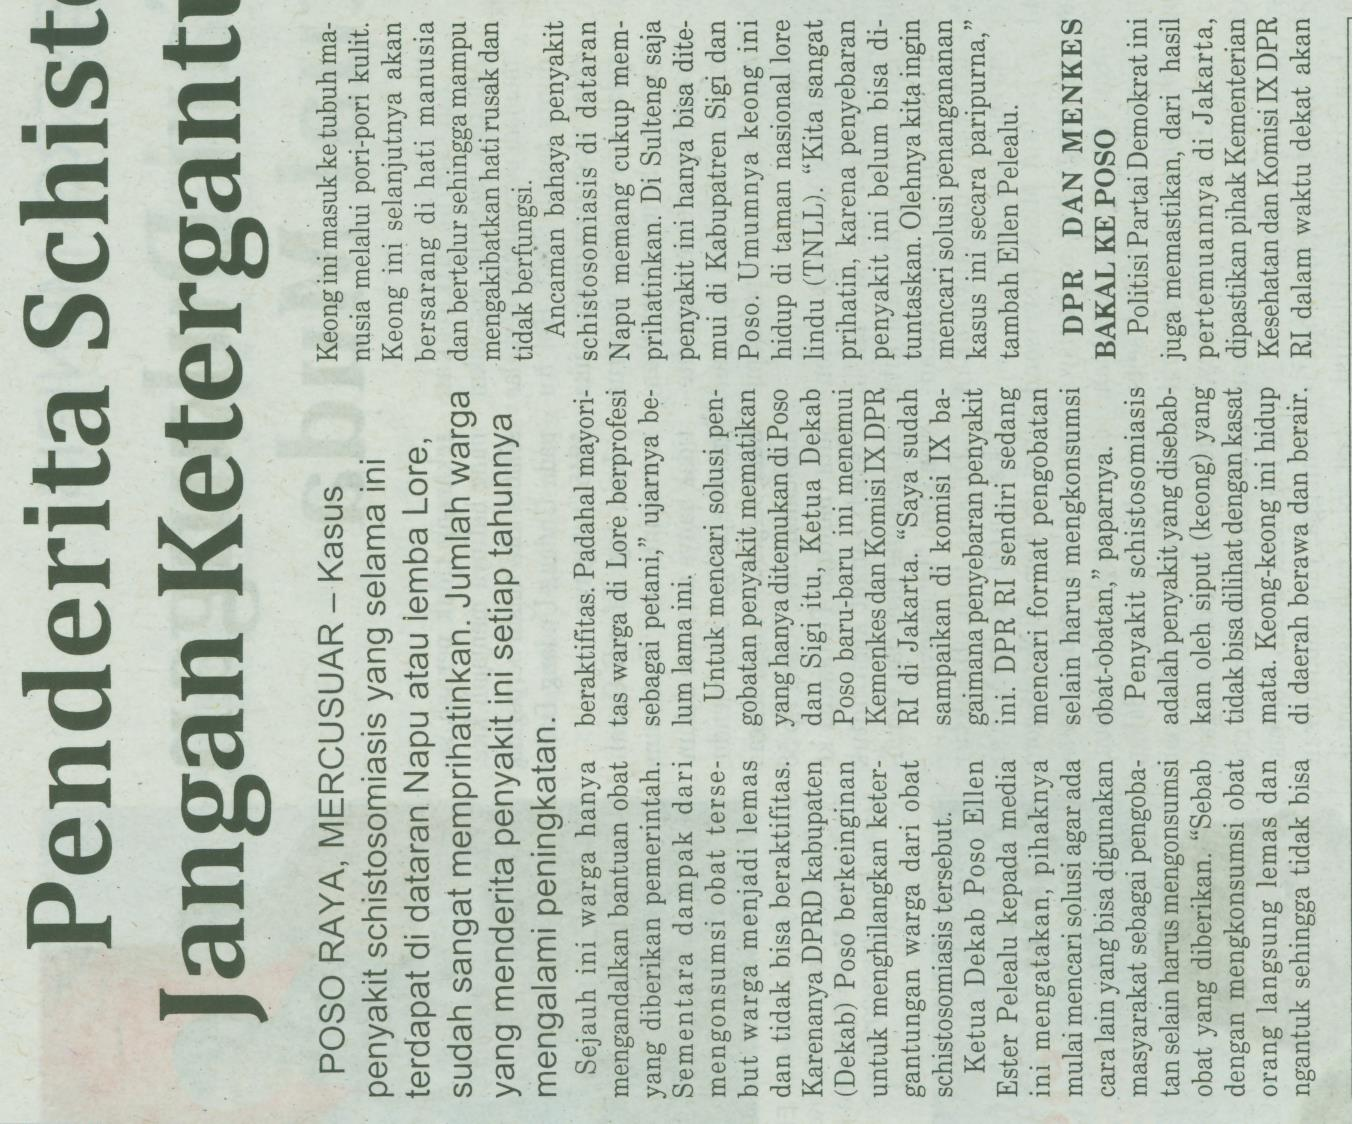 Penderita Schist
Jangan Ketergant
POSO RAYA, MERCUSUAR – Kasus
penyakit schistosomiasis yang selama ini
terdapat di dataran Napu atau lemba Lore,
sudah sangat memprihatinkan. Jumlah warga
yang menderita penyakit ini setiap tahunnya
mengalami peningkatan.
Sejauh ini warga hanya
mengandalkan bantuan obat
yang diberikan pemerintah.
Sementara dampak dari
mengonsumsi obat terse-
but warga menjadi lemas
dan tidak bisa beraktifitas.
Karenanya DPRD kabupaten
(Dekab) Poso berkeinginan
untuk menghilangkan keter-
gantungan warga dari obat
schistosomiasis tersebut.
Ketua Dekab Poso Ellen
Ester Pelealu kepada media
ini mengatakan, pihaknya
mulai mencari solusi agar ada
cara lain yang bisa digunakan
masyarakat sebagai pengoba-
tan selain harus mengonsumsi
obat yang diberikan. “Sebab
dengan mengkonsumsi obat
orang langsung lemas dan
ngantuk sehingga tidak bisa
beraktifitas. Padahal mayori-
tas warga di Lore berprofesi
sebagai petani,” ujarnya be-
lum lama ini.
Untuk mencari solusi pen-
gobatan penyakit mematikan
yang hanya ditemukan di Poso
dan Sigi itu, Ketua Dekab
Poso baru-baru ini menemui
Kemenkes dan Komisi IX DPR
RI di Jakarta. “Saya sudah
sampaikan di komisi IX ba-
gaimana penyebaran penyakit
ini. DPR RI sendiri sedang
mencari format pengobatan
selain harus mengkonsumsi
obat-obatan,” paparnya.
Penyakit schistosomiasis
adalah penyakit yang disebab-
kan oleh siput (keong) yang
tidak bisa dilihat dengan kasat
mata. Keong-keong ini hidup
di daerah berawa dan berair.
Keong ini masuk ke tubuh ma-
nusia melalui pori-pori kulit.
Keong ini selanjutnya akan
bersarang di hati manusia
dan bertelur sehingga mampu
mengakibatkan hati rusak dan
tidak berfungsi.
Ancaman bahaya penyakit
schistosomiasis di dataran
Napu memang cukup mem-
prihatinkan. Di Sulteng saja
penyakit ini hanya bisa dite-
mui di Kabupatren Sigi dan
Poso. Umumnya keong ini
hidup di taman nasional lore
lindu (TNLL). “Kita sangat
prihatin, karena penyebaran
penyakit ini belum bisa di-
tuntaskan. Olehnya kita ingin
mencari solusi penanganan
kasus ini secara paripurna,”
tambah Ellen Pelealu.
DPR DAN MENKES
BAKAL KE POSO
Politisi Partai Demokrat ini
juga memastikan, dari hasil
pertemuannya di Jakarta,
dipastikan pihak Kementerian
Kesehatan dan Komisi IX DPR
RI dalam waktu dekat akan